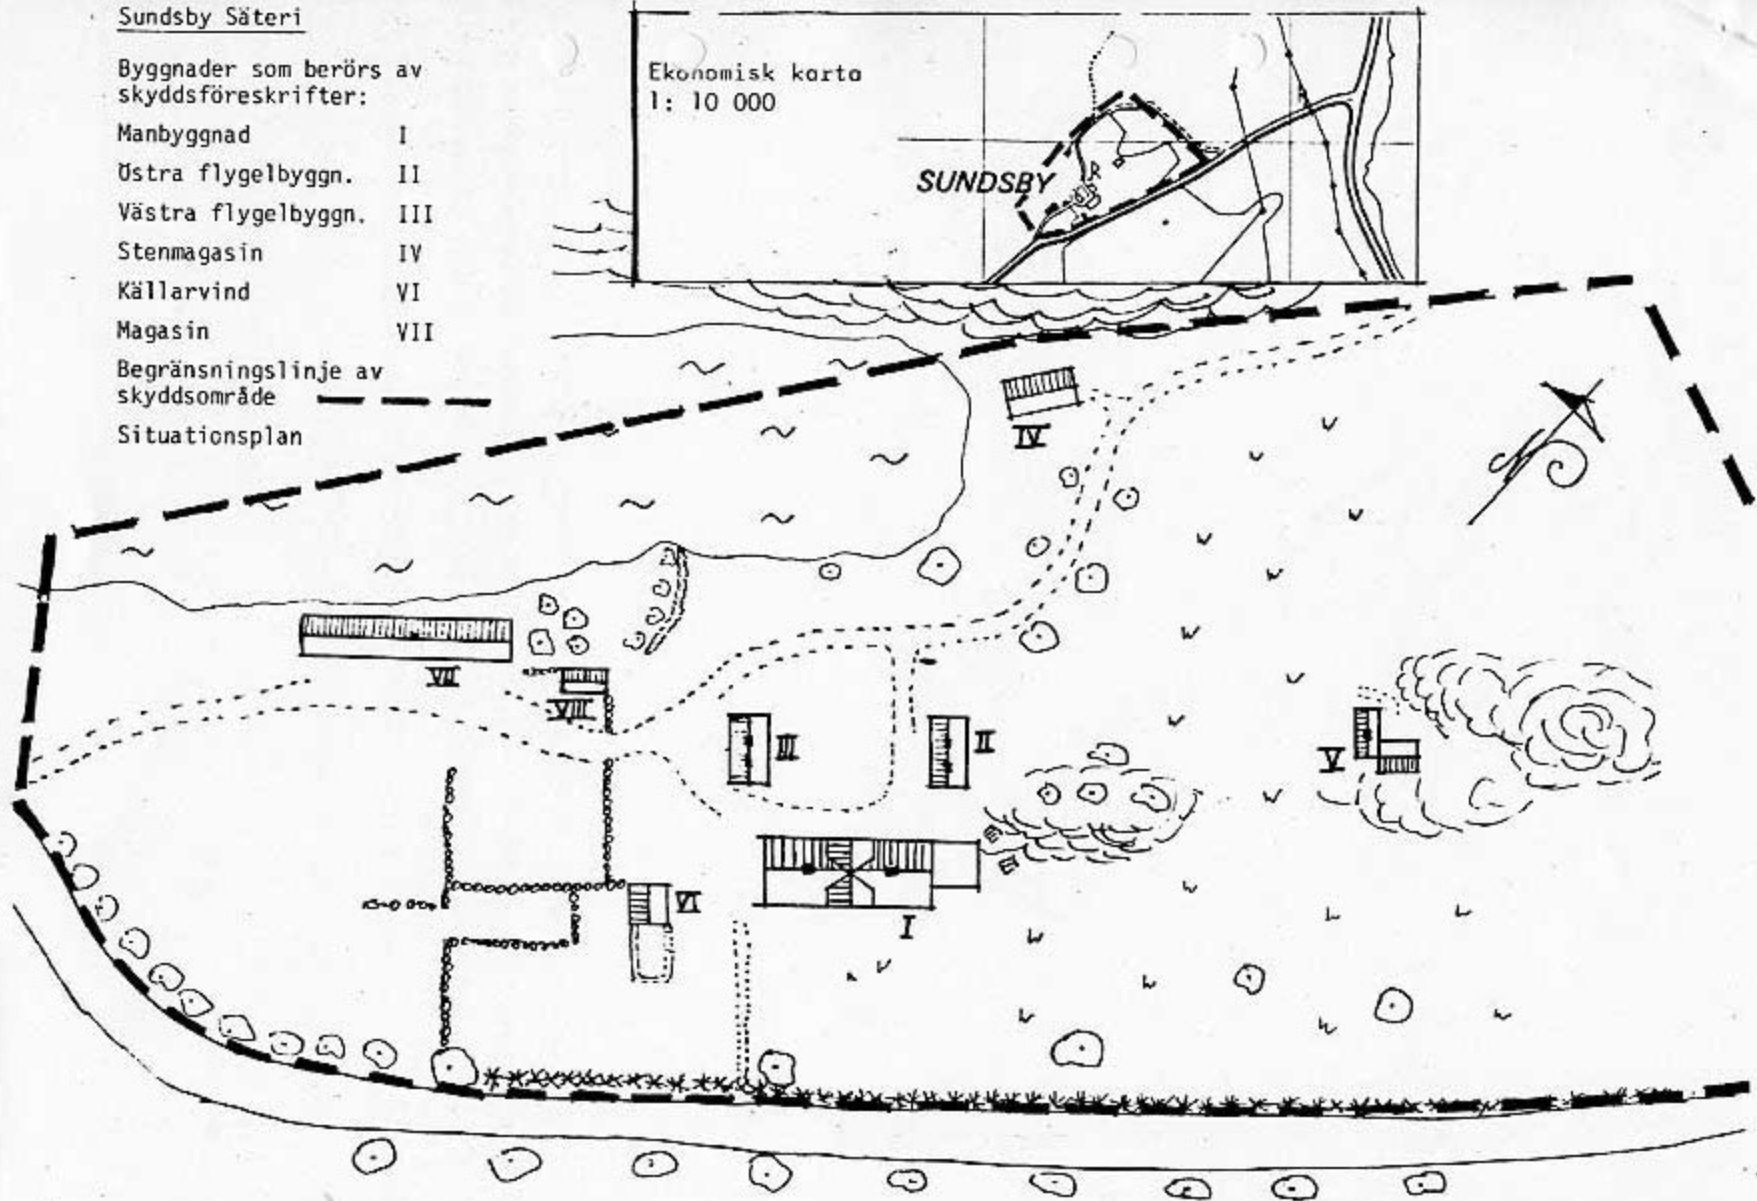 Sundsby Säteri
Byggnader som berörs av
skyddsföreskrifter:
Manbyggnad I
Östra flygelbyggn. II
Västra flygelbyggn. III
Stenmagasin IV
Källarvind VI
Magasin VII
Begränsningslinje av
skyddsområde
Situationsplan
Ekonomisk karta
1: 10 000
R
SUNDSBY
IV
VII
VIII
III
II
V
VI
I